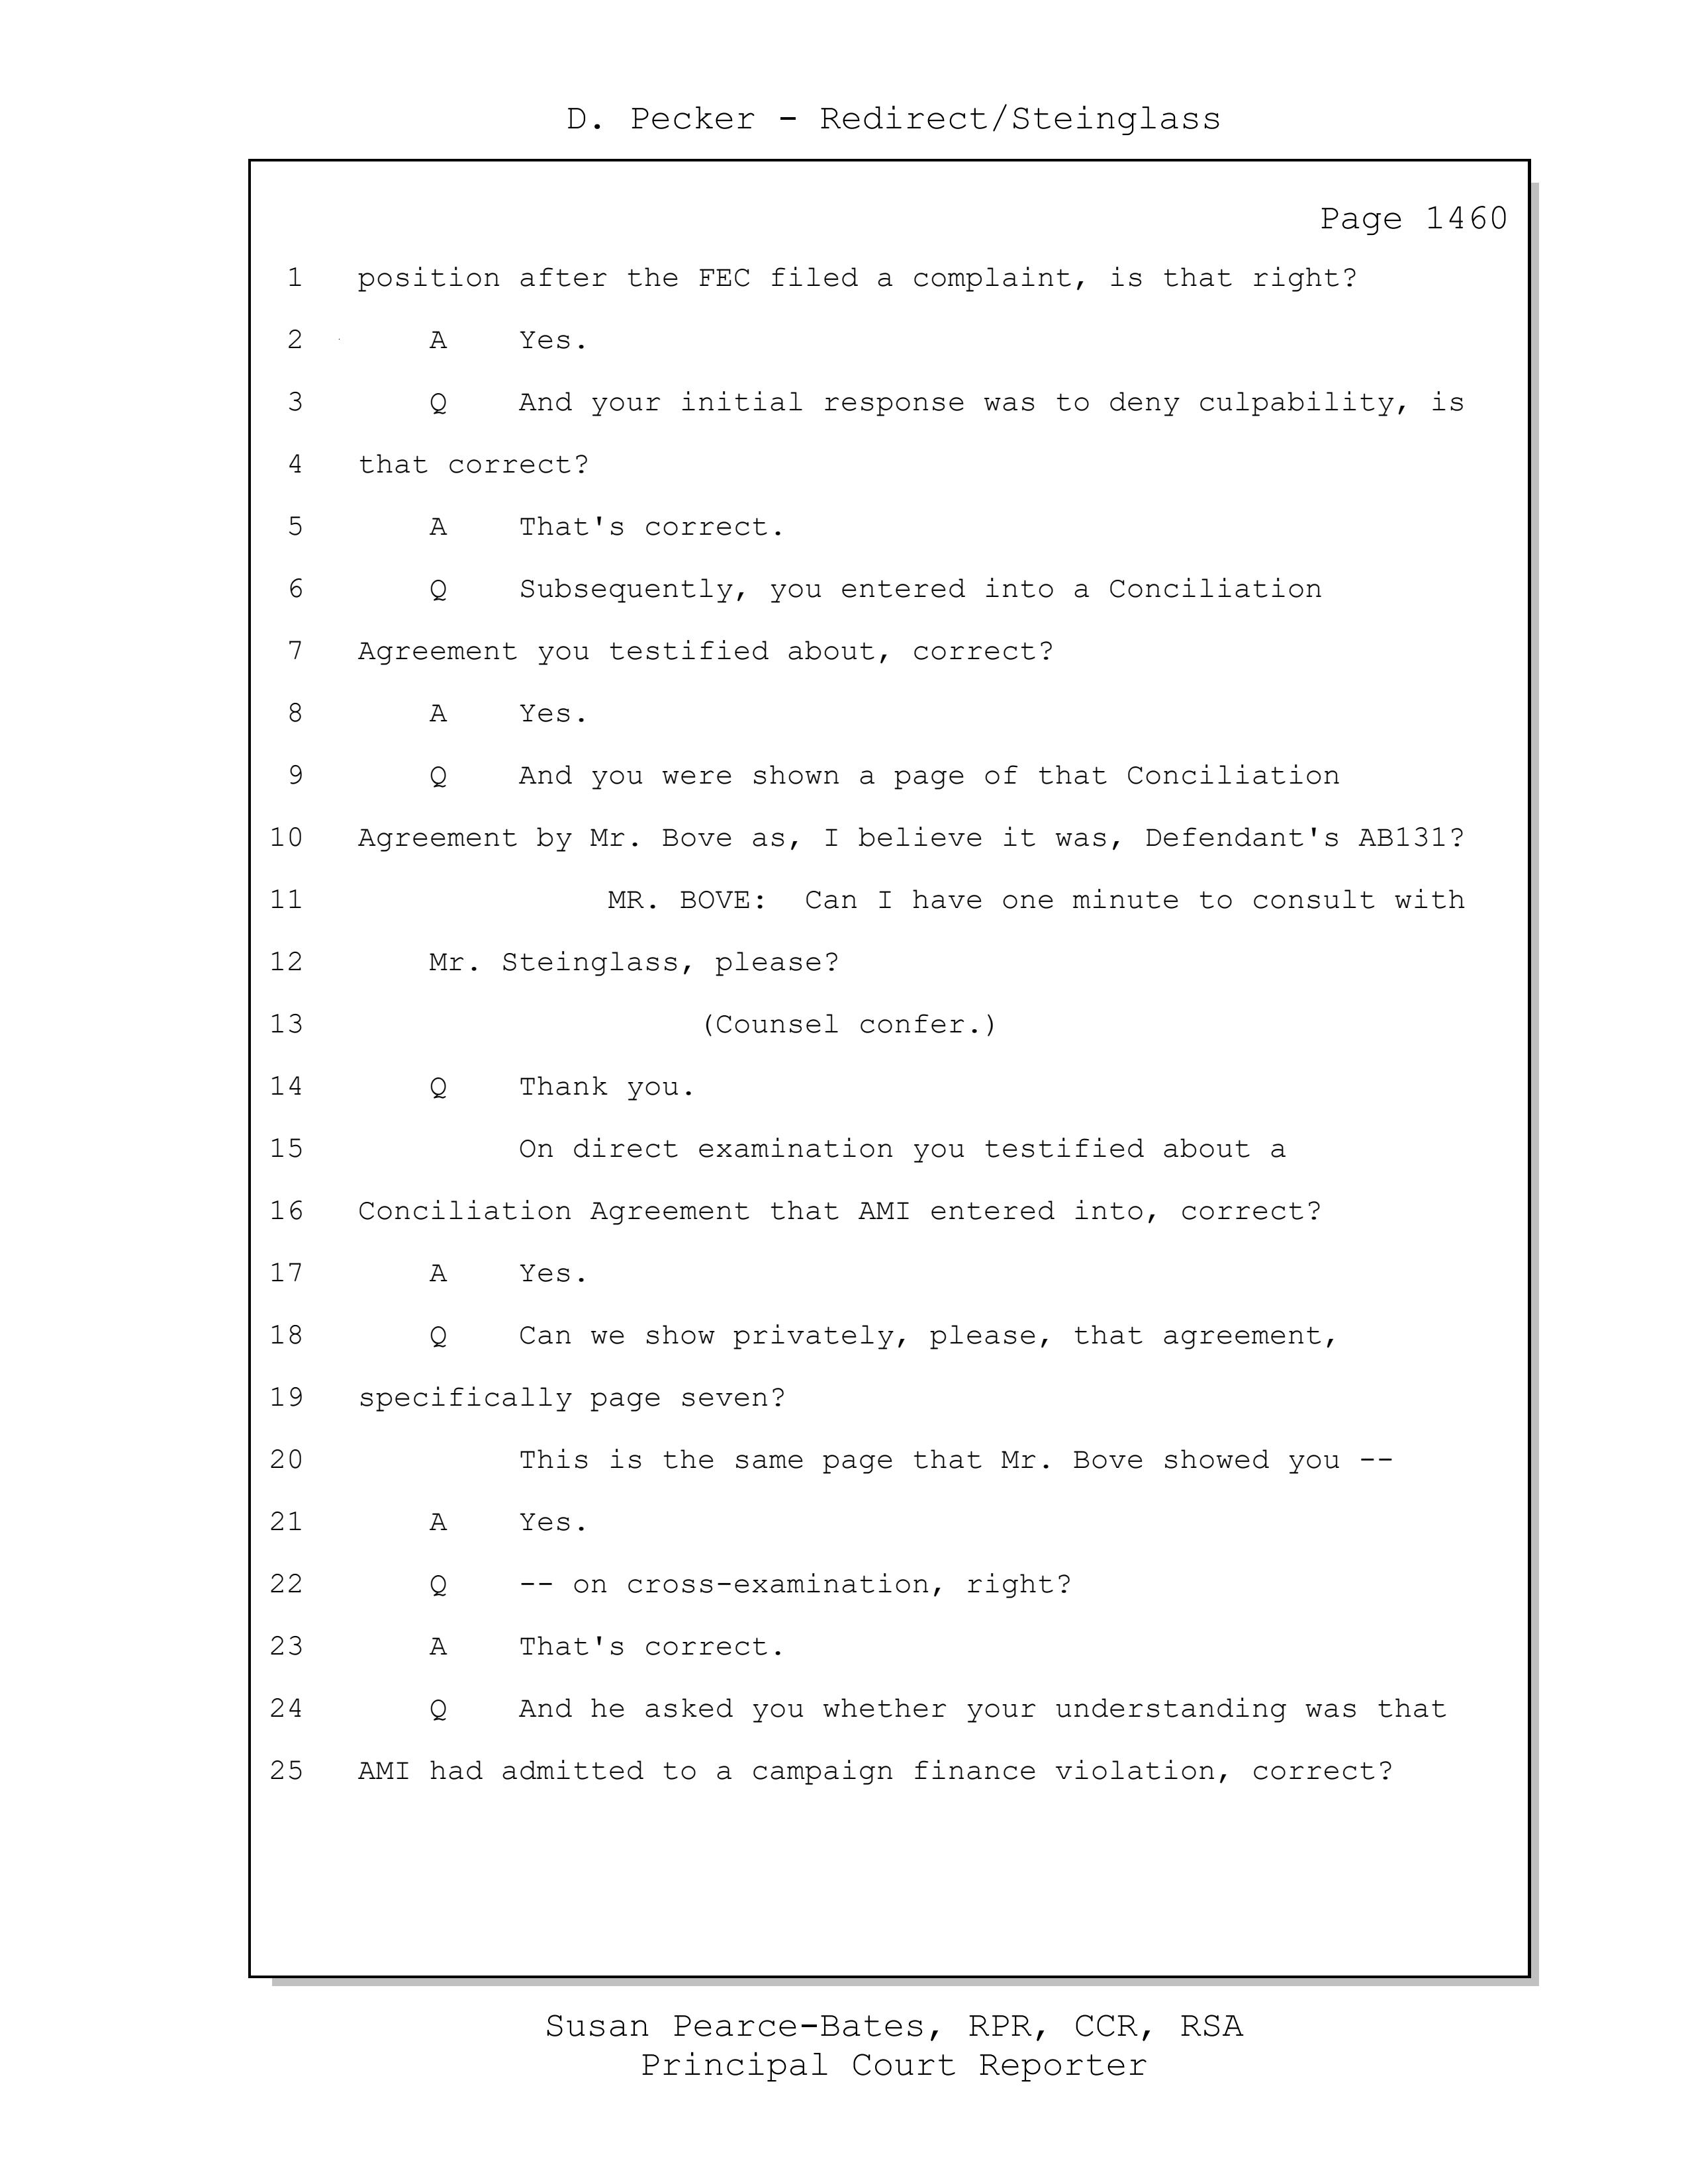 D. Pecker - Redirect/Steinglass
Page 1460
1 position after the FEC filed a complaint, is that right?
2 A Yes.
3 Q And your initial response was to deny culpability, is
4 that correct?
5 A That's correct.
6 Q Subsequently, you entered into a Conciliation
7 Agreement you testified about, correct?
8 A Yes.
9 Q And you were shown a page of that Conciliation
10 Agreement by Mr. Bove as, I believe it was, Defendant's AB131?
11 MR. BOVE: Can I have one minute to consult with
12 Mr. Steinglass, please?
13 (Counsel confer.)
14 Q Thank you.
15 On direct examination you testified about a
16 Conciliation Agreement that AMI entered into, correct?
17 A Yes.
18 Q Can we show privately, please, that agreement,
19 specifically page seven?
20 This is the same page that Mr. Bove showed you --
21 A Yes.
22 Q -- on cross-examination, right?
23 A That's correct.
24 Q And he asked you whether your understanding was that
25 AMI had admitted to a campaign finance violation, correct?
Susan Pearce-Bates, RPR, CCR, RSA
Principal Court Reporter